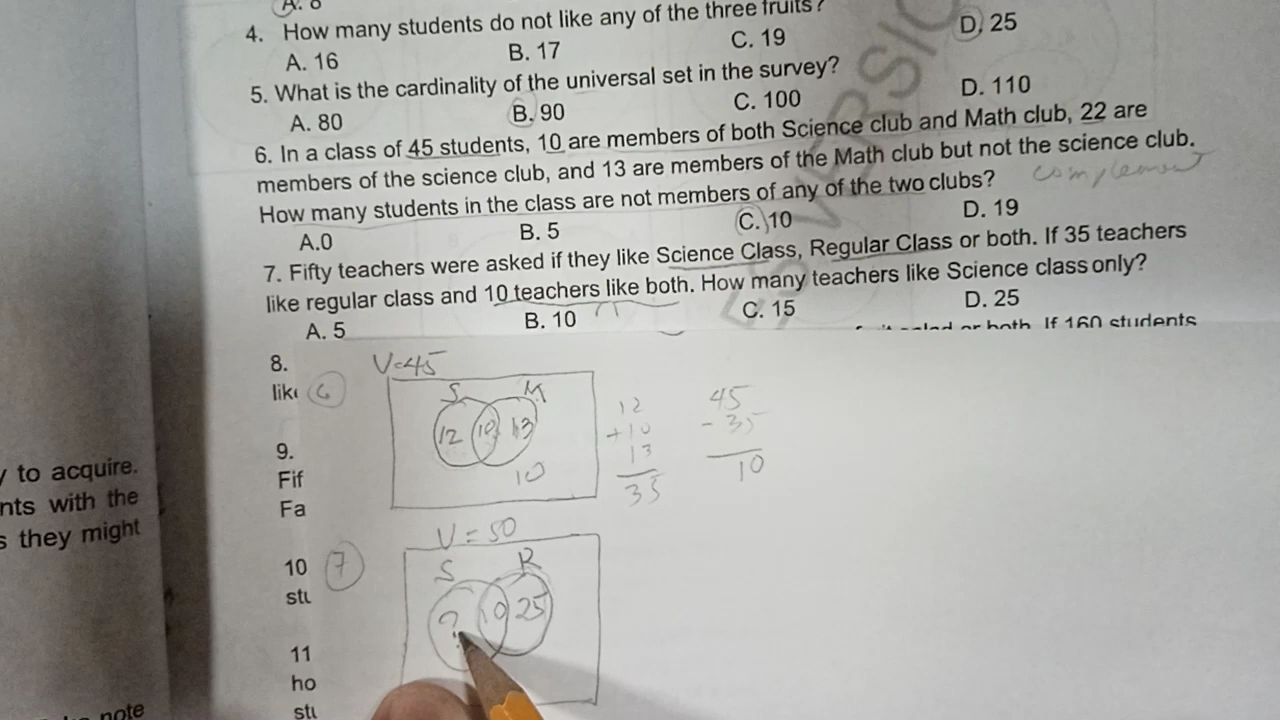 A. 8
4. How many students do not like any of the three fruits?
A. 16 B. 17 C. 19 D. 25
5. What is the cardinality of the universal set in the survey?
A. 80 B. 90 C. 100 D. 110
6. In a class of 45 students, 10 are members of both Science club and Math club, 22 are
members of the science club, and 13 are members of the Math club but not the science club.
How many students in the class are not members of any of the two clubs?
A.0 B. 5 C. 10 D. 19
7. Fifty teachers were asked if they like Science Class, Regular Class or both. If 35 teachers
like regular class and 10 teachers like both. How many teachers like Science class only?
A. 5 B. 10 C. 15 D. 25
or both. If 160 students
8.
lik
6
U=45
S M
12 10 13
10
12
+10
13
35
45
- 35
10
9.
Fif
Fa
10
stu
7
U = 50
S R
? 10 25
11
ho
stu
y to acquire.
nts with the
s they might
note